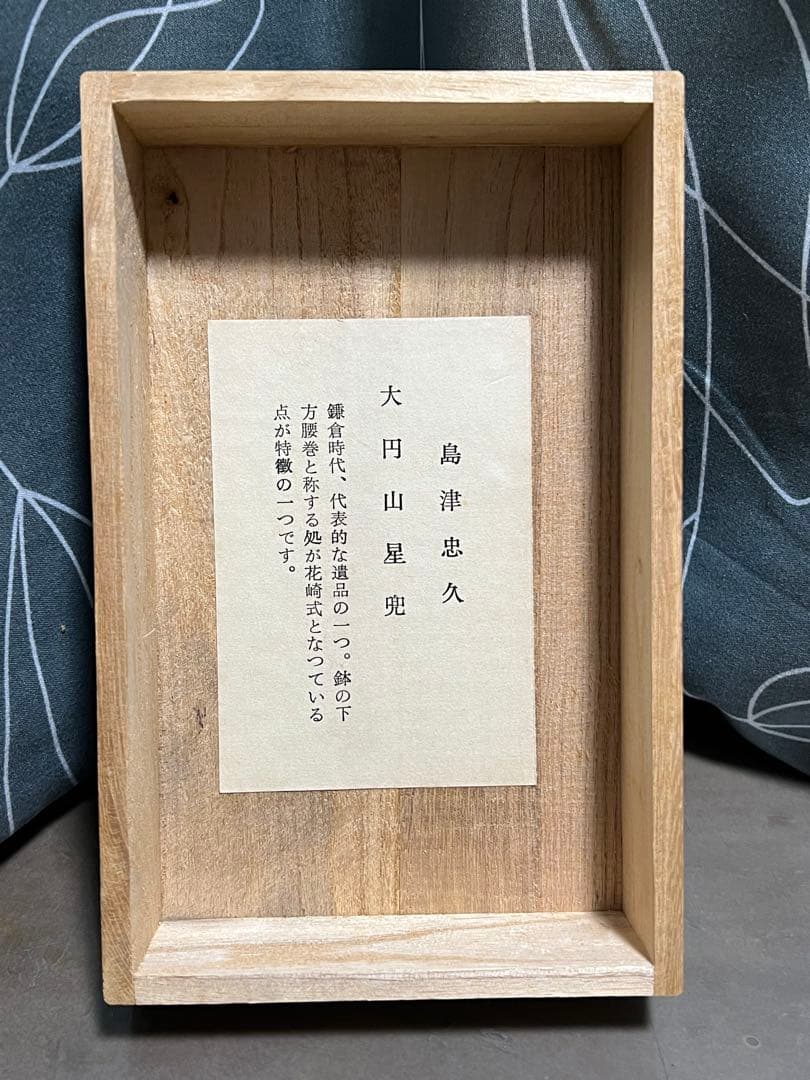 島津忠久
大円山星兜
鎌倉時代、代表的な遺品の一つ。鉢の下
方腰巻と称する処が花崎式となつている
点が特徴の一つです。